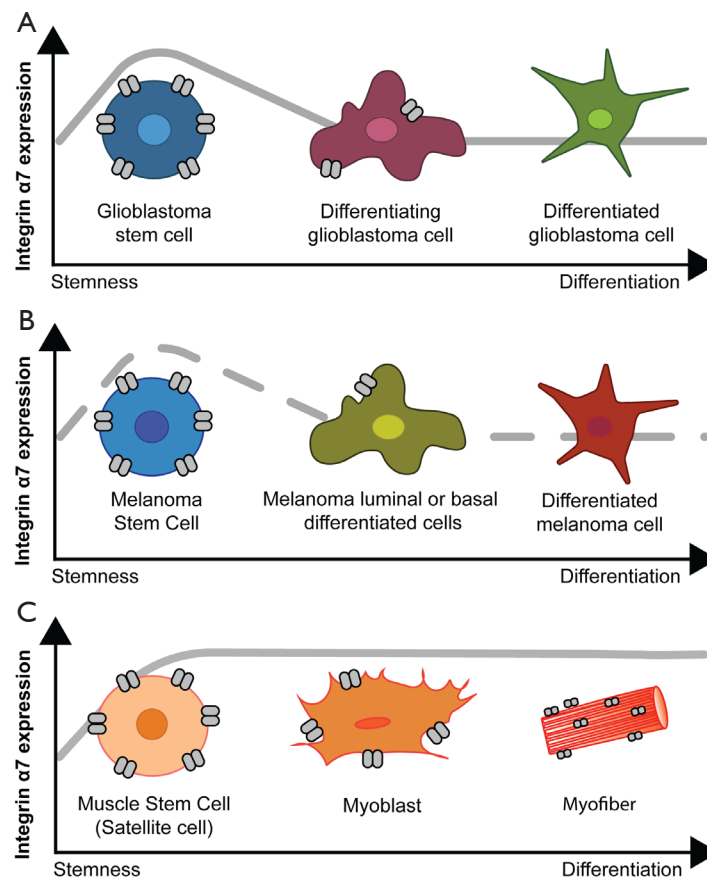 A
Integrin α7 expression
Glioblastoma
stem cell
Differentiating
glioblastoma cell
Differentiated
glioblastoma cell
Stemness
Differentiation
B
Integrin α7 expression
Melanoma
Stem Cell
Melanoma luminal or basal
differentiated cells
Differentiated
melanoma cell
Stemness
Differentiation
C
Integrin α7 expression
Muscle Stem Cell
(Satellite cell)
Myoblast
Myofiber
Stemness
Differentiation